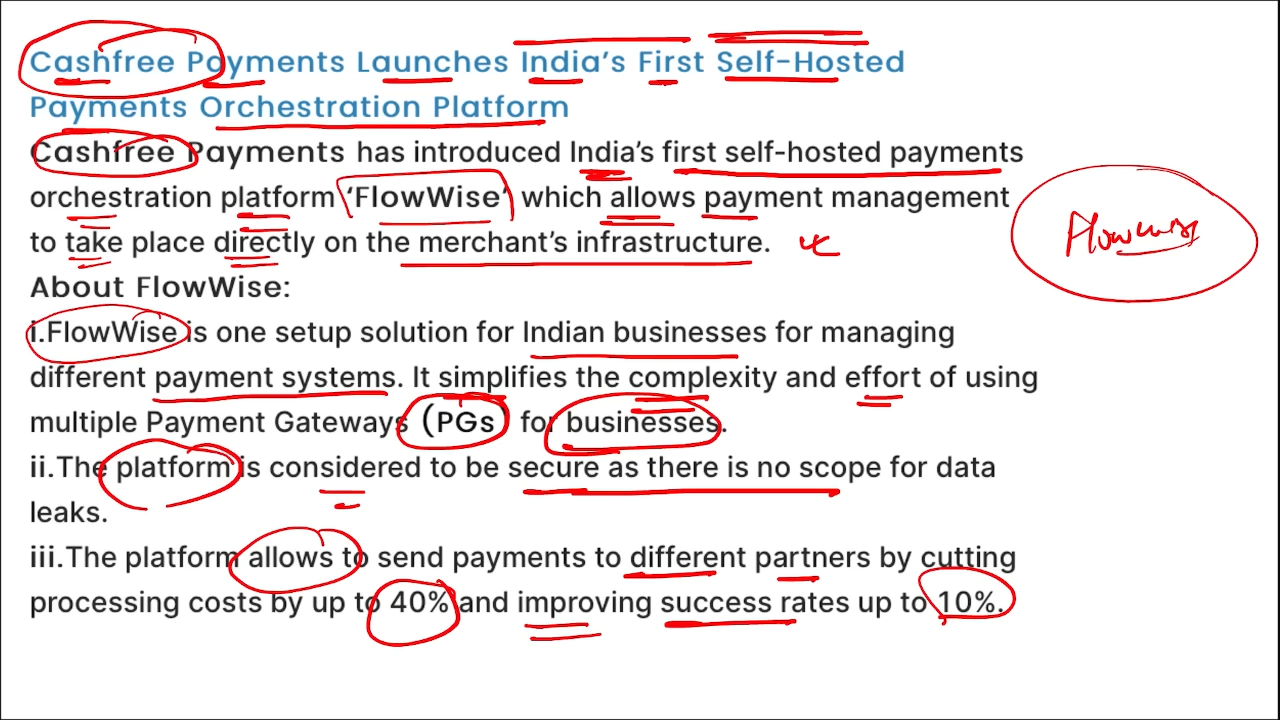 Cashfree Payments Launches India's First Self-Hosted
Payments Orchestration Platform
Cashfree Payments has introduced India's first self-hosted payments
orchestration platform 'FlowWise' which allows payment management
to take place directly on the merchant's infrastructure.
Flowwise
About FlowWise:
i.FlowWise is one setup solution for Indian businesses for managing
different payment systems. It simplifies the complexity and effort of using
multiple Payment Gateways (PGs) for businesses.
ii.The platform is considered to be secure as there is no scope for data
leaks.
iii.The platform allows to send payments to different partners by cutting
processing costs by up to 40% and improving success rates up to 10%.